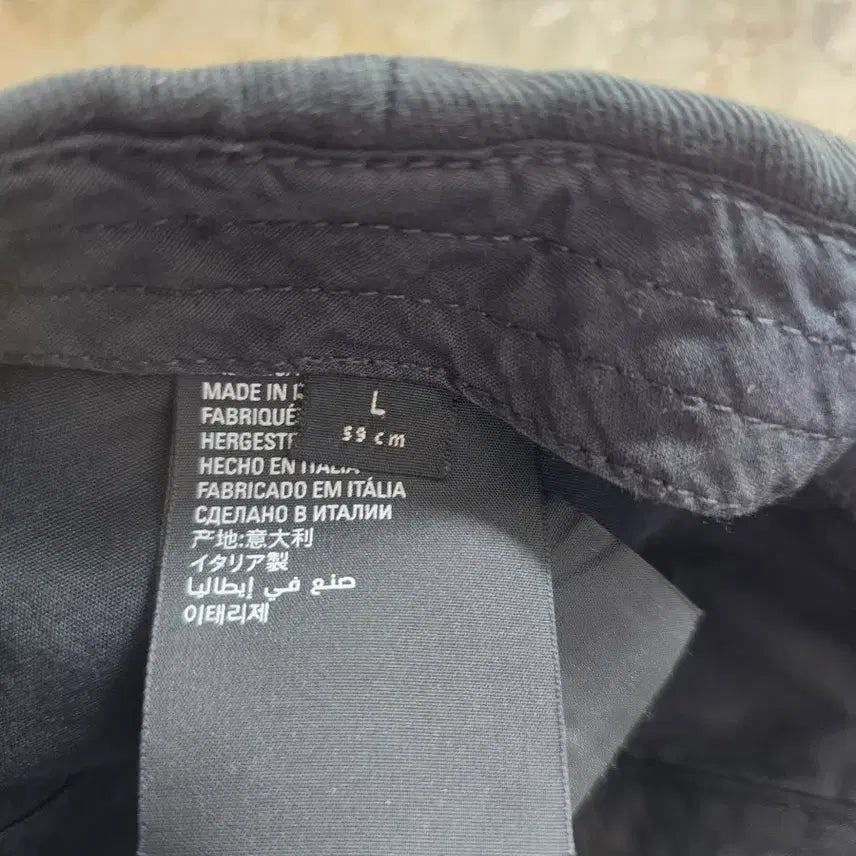 MADE IN
FABRIQUÉ
HECHO EN ITALIA
FABRICADO EM ITÁLIA
СДЕЛАНО В ИТАЛИИ
产地:意大利
イタリア製
صنع في إيطاليا
이태리제
L
59 cm